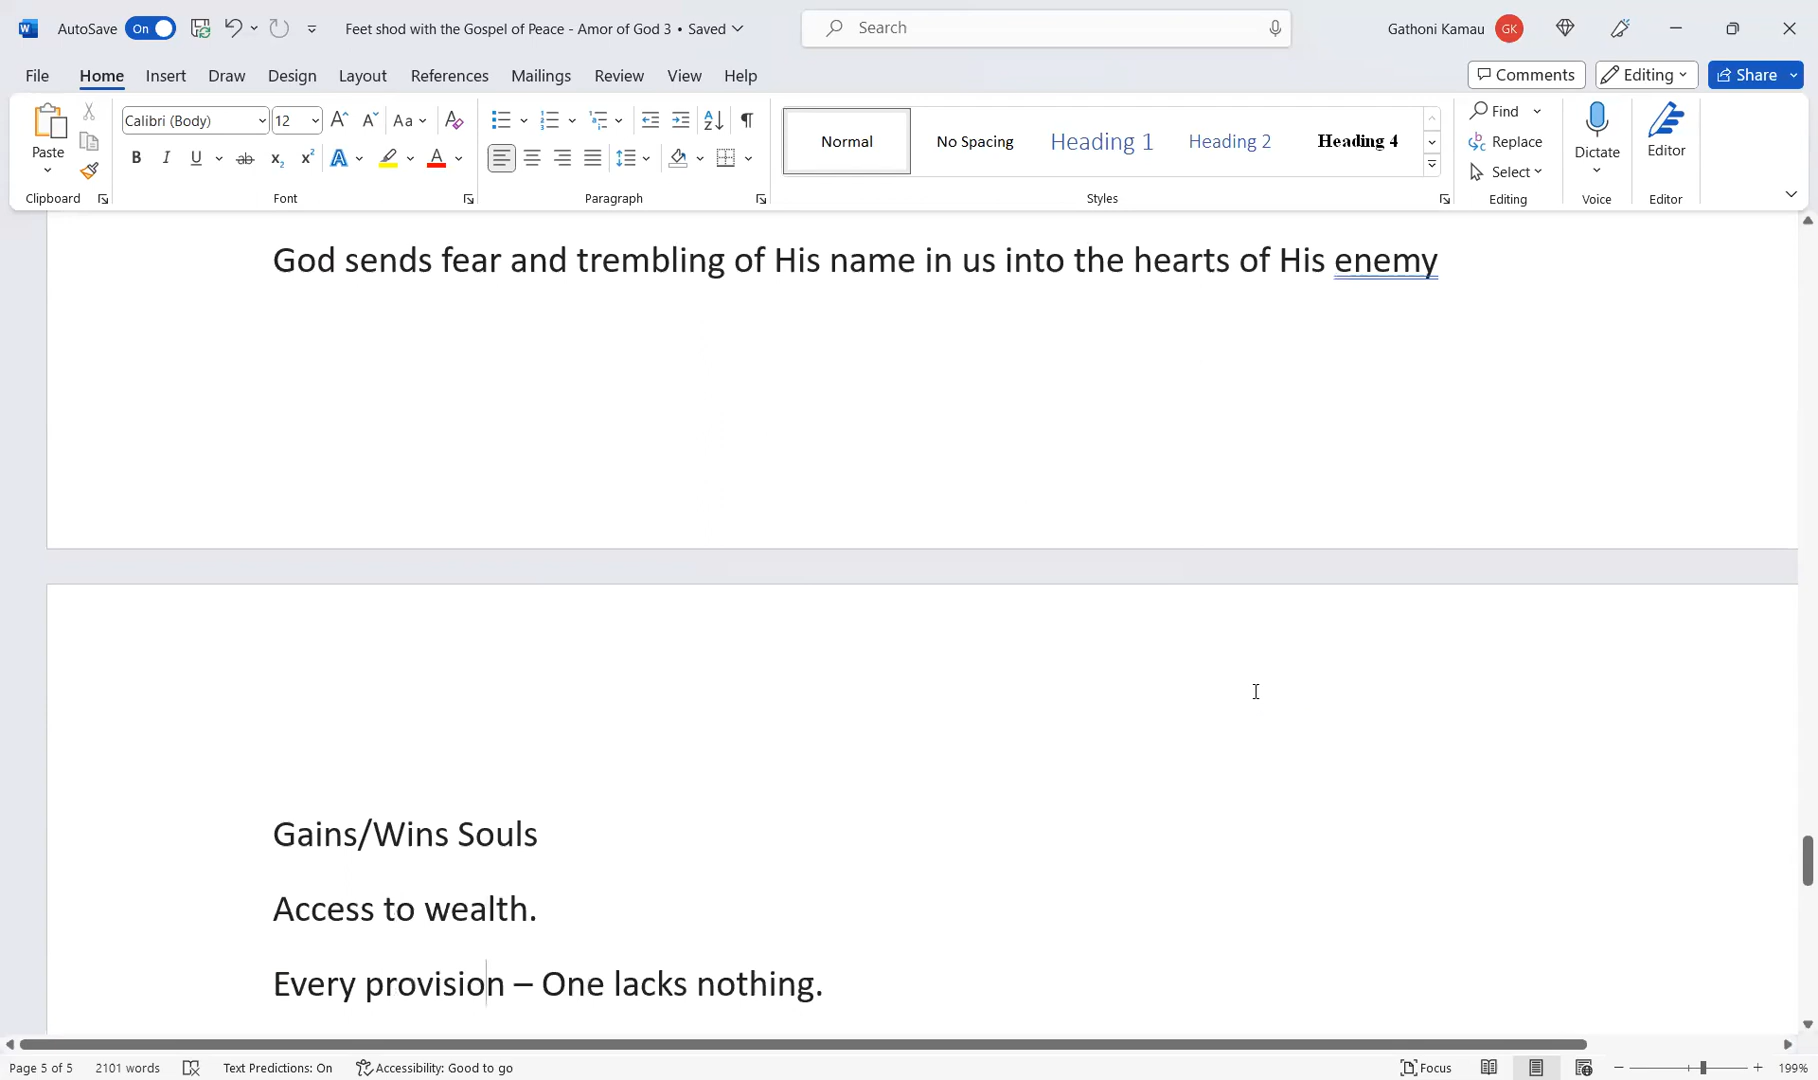 AutoSave On Feet shod with the Gospel of Peace - Amor of God 3 • Saved Search Gathoni Kamau GK
File Home Insert Draw Design Layout References Mailings Review View Help Comments Editing Share
Paste
Calibri (Body) 12 Aa
B I U ab x₂ x² A A
Normal No Spacing Heading 1 Heading 2 Heading 4
Find
Replace
Select
Dictate
Editor
Clipboard Font Paragraph Styles Editing Voice Editor
God sends fear and trembling of His name in us into the hearts of His enemy
Gains/Wins Souls
Access to wealth.
Every provision – One lacks nothing.
Page 5 of 5 2101 words Text Predictions: On Accessibility: Good to go Focus 199%